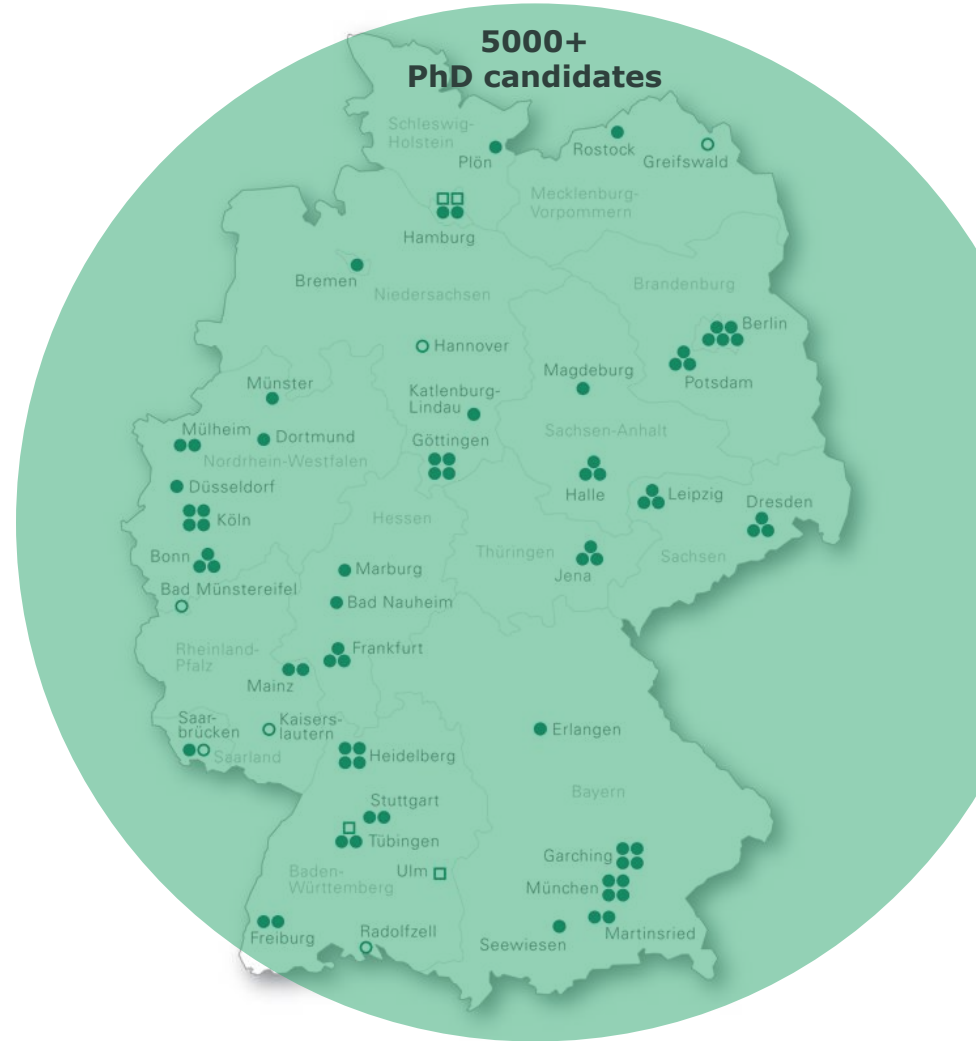 5000+
PhD candidates
Schleswig-
Holstein
Plön
Rostock
Greifswald
Mecklenburg-
Vorpommern
Hamburg
Bremen
Niedersachsen
Brandenburg
Berlin
Hannover
Potsdam
Magdeburg
Münster
Katlenburg-
Lindau
Mülheim
Dortmund
Göttingen
Sachsen-Anhalt
Nordrhein-Westfalen
Düsseldorf
Halle
Leipzig
Dresden
Köln
Hessen
Bonn
Thüringen
Jena
Sachsen
Marburg
Bad Münstereifel
Bad Nauheim
Rheinland-
Pfalz
Frankfurt
Mainz
Saar-
brücken
Kaisers-
lautern
Saarland
Erlangen
Heidelberg
Bayern
Stuttgart
Tübingen
Garching
Baden-
Württemberg
Ulm
München
Freiburg
Radolfzell
Seewiesen
Martinsried